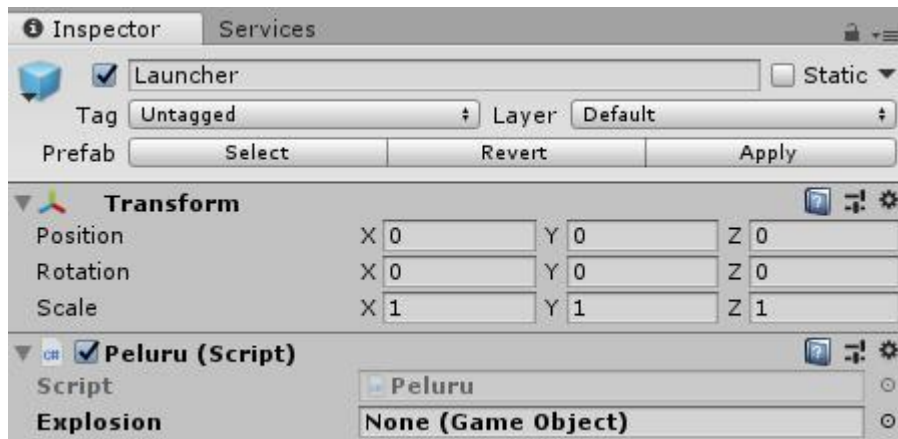 Inspector Services
Launcher Static
Tag Untagged Layer Default
Prefab Select Revert Apply
Transform
Position X 0 Y 0 Z 0
Rotation X 0 Y 0 Z 0
Scale X 1 Y 1 Z 1
C# Peluru (Script)
Script Peluru
Explosion None (Game Object)